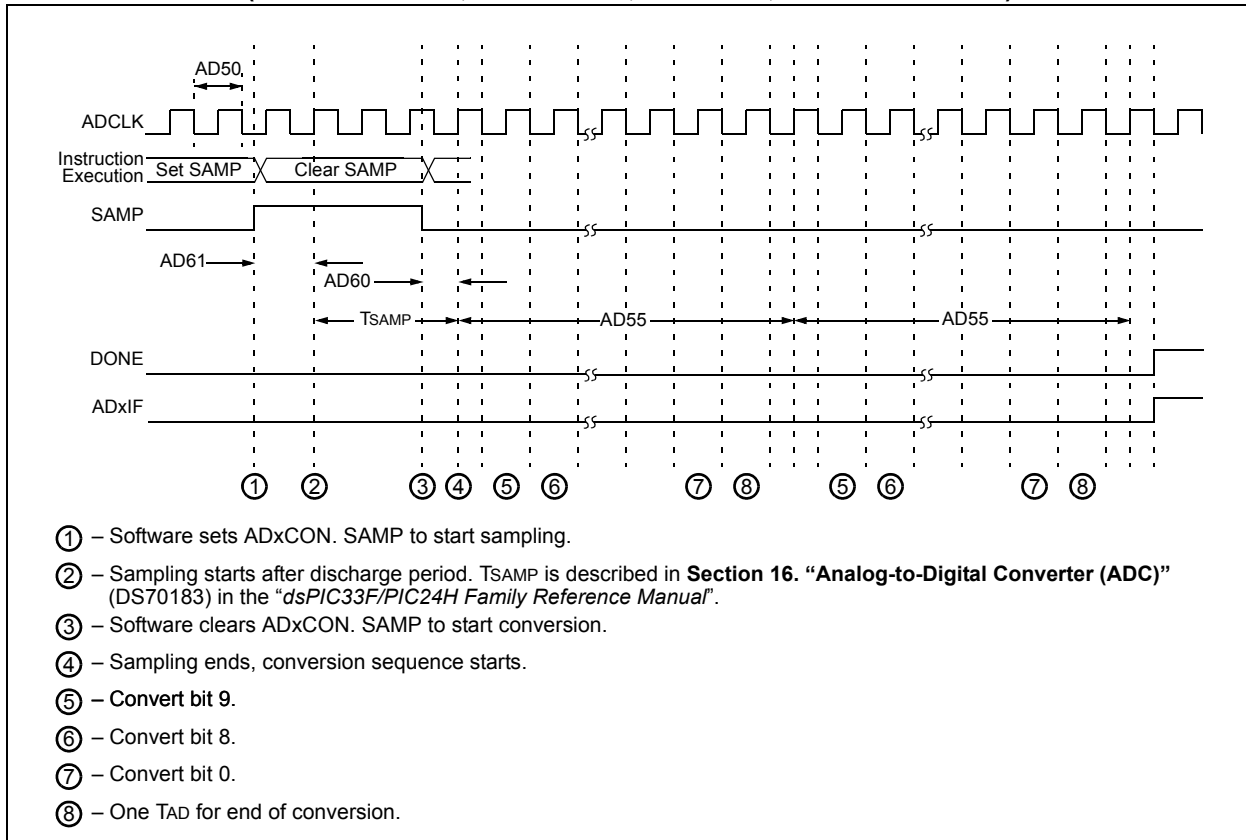 AD50
ADCLK
Instruction
Execution
Set SAMP
Clear SAMP
SAMP
AD61
AD60
TSAMP
AD55
AD55
DONE
ADxIF
1 2 3 4 5 6 7 8 5 6 7 8
1 – Software sets ADxCON. SAMP to start sampling.
2 – Sampling starts after discharge period. TSAMP is described in Section 16. “Analog-to-Digital Converter (ADC)”
(DS70183) in the “dsPIC33F/PIC24H Family Reference Manual”.
3 – Software clears ADxCON. SAMP to start conversion.
4 – Sampling ends, conversion sequence starts.
5 – Convert bit 9.
6 – Convert bit 8.
7 – Convert bit 0.
8 – One TAD for end of conversion.